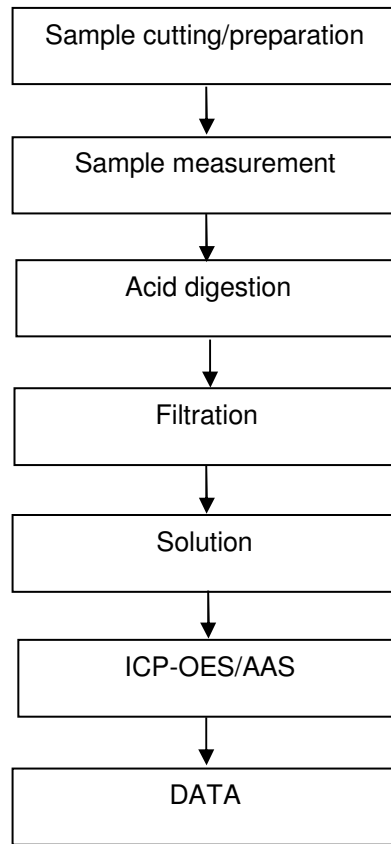 Sample cutting/preparation
Sample measurement
Acid digestion
Filtration
Solution
ICP-OES/AAS
DATA